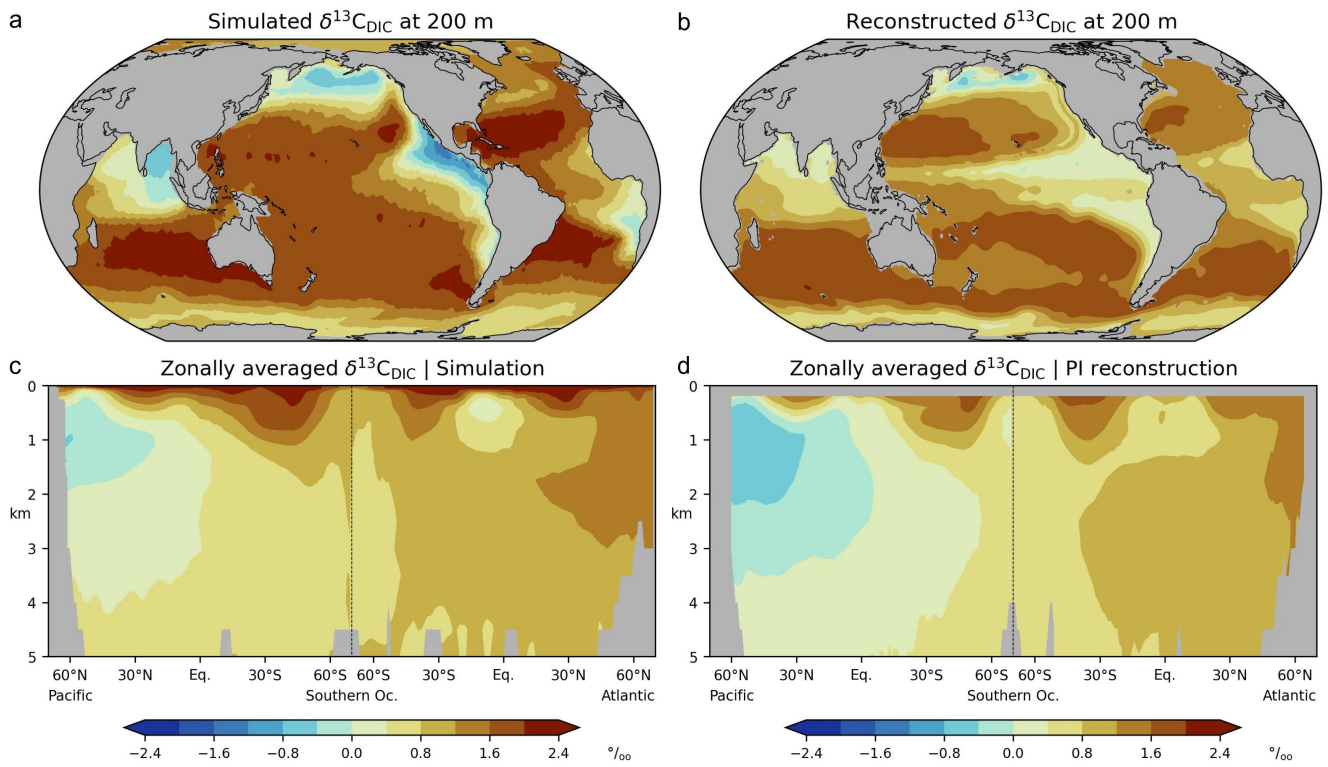 a
Simulated δ¹³C_DIC at 200 m
b
Reconstructed δ¹³C_DIC at 200 m
c
Zonally averaged δ¹³C_DIC | Simulation
0
1
2
km
3
4
5
60°N 30°N Eq. 30°S 60°S 60°S 30°S Eq. 30°N 60°N
Pacific Southern Oc. Atlantic
−2.4 −1.6 −0.8 0.0 0.8 1.6 2.4 °/oo
d
Zonally averaged δ¹³C_DIC | PI reconstruction
0
1
2
km
3
4
5
60°N 30°N Eq. 30°S 60°S 60°S 30°S Eq. 30°N 60°N
Pacific Southern Oc. Atlantic
−2.4 −1.6 −0.8 0.0 0.8 1.6 2.4 °/oo